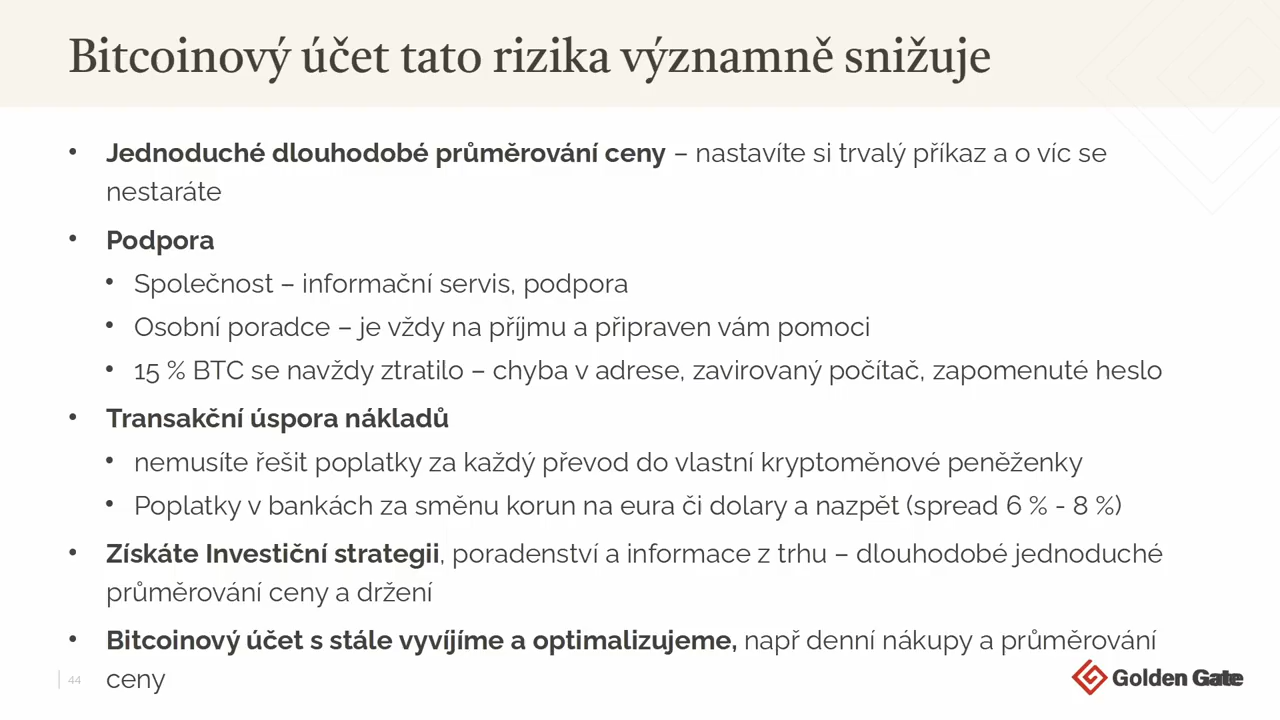 Bitcoinový účet tato rizika významně snižuje
• Jednoduché dlouhodobé průměrování ceny – nastavíte si trvalý příkaz a o víc se
nestaráte
• Podpora
• Společnost – informační servis, podpora
• Osobní poradce – je vždy na příjmu a připraven vám pomoci
• 15 % BTC se navždy ztratilo – chyba v adrese, zavirovaný počítač, zapomenuté heslo
• Transakční úspora nákladů
• nemusíte řešit poplatky za každý převod do vlastní kryptoměnové peněženky
• Poplatky v bankách za směnu korun na eura či dolary a nazpět (spread 6 % - 8 %)
• Získáte Investiční strategii, poradenství a informace z trhu – dlouhodobé jednoduché
průměrování ceny a držení
• Bitcoinový účet s stále vyvíjíme a optimalizujeme, např denní nákupy a průměrování
ceny
44
Golden Gate